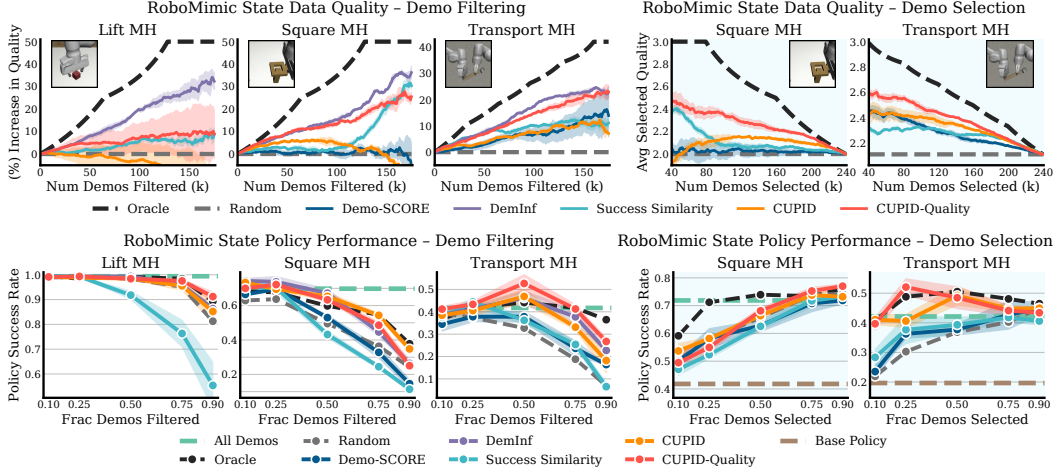 RoboMimic State Data Quality – Demo Filtering
RoboMimic State Data Quality – Demo Selection
Lift MH
Square MH
Transport MH
Square MH
Transport MH
(%) Increase in Quality
50
40
30
20
10
0
50
40
30
20
10
0
40
30
20
10
0
Avg Selected Quality
3.0
2.8
2.6
2.4
2.2
2.0
3.0
2.8
2.6
2.4
2.2
0 70 140
0 70 140
0 70 140
40 80 120 160 200 240
40 80 120 160 200 240
Num Demos Filtered (k)
Num Demos Filtered (k)
Num Demos Filtered (k)
Num Demos Selected (k)
Num Demos Selected (k)
Oracle Random Demo-SCORE DemInf Success Similarity CUPID CUPID-Quality
RoboMimic State Policy Performance – Demo Filtering
RoboMimic State Policy Performance – Demo Selection
Lift MH
Square MH
Transport MH
Square MH
Transport MH
Policy Success Rate
1.0
0.9
0.8
0.7
0.6
0.6
0.4
0.2
0.5
0.4
0.3
0.2
0.1
Policy Success Rate
0.8
0.7
0.6
0.5
0.4
0.5
0.4
0.3
0.2
0.10 0.25 0.50 0.75 0.90
0.10 0.25 0.50 0.75 0.90
0.10 0.25 0.50 0.75 0.90
0.10 0.25 0.50 0.75 0.90
0.10 0.25 0.50 0.75 0.90
Frac Demos Filtered
Frac Demos Filtered
Frac Demos Filtered
Frac Demos Selected
Frac Demos Selected
All Demos Random DemInf CUPID Base Policy
Oracle Demo-SCORE Success Similarity CUPID-Quality